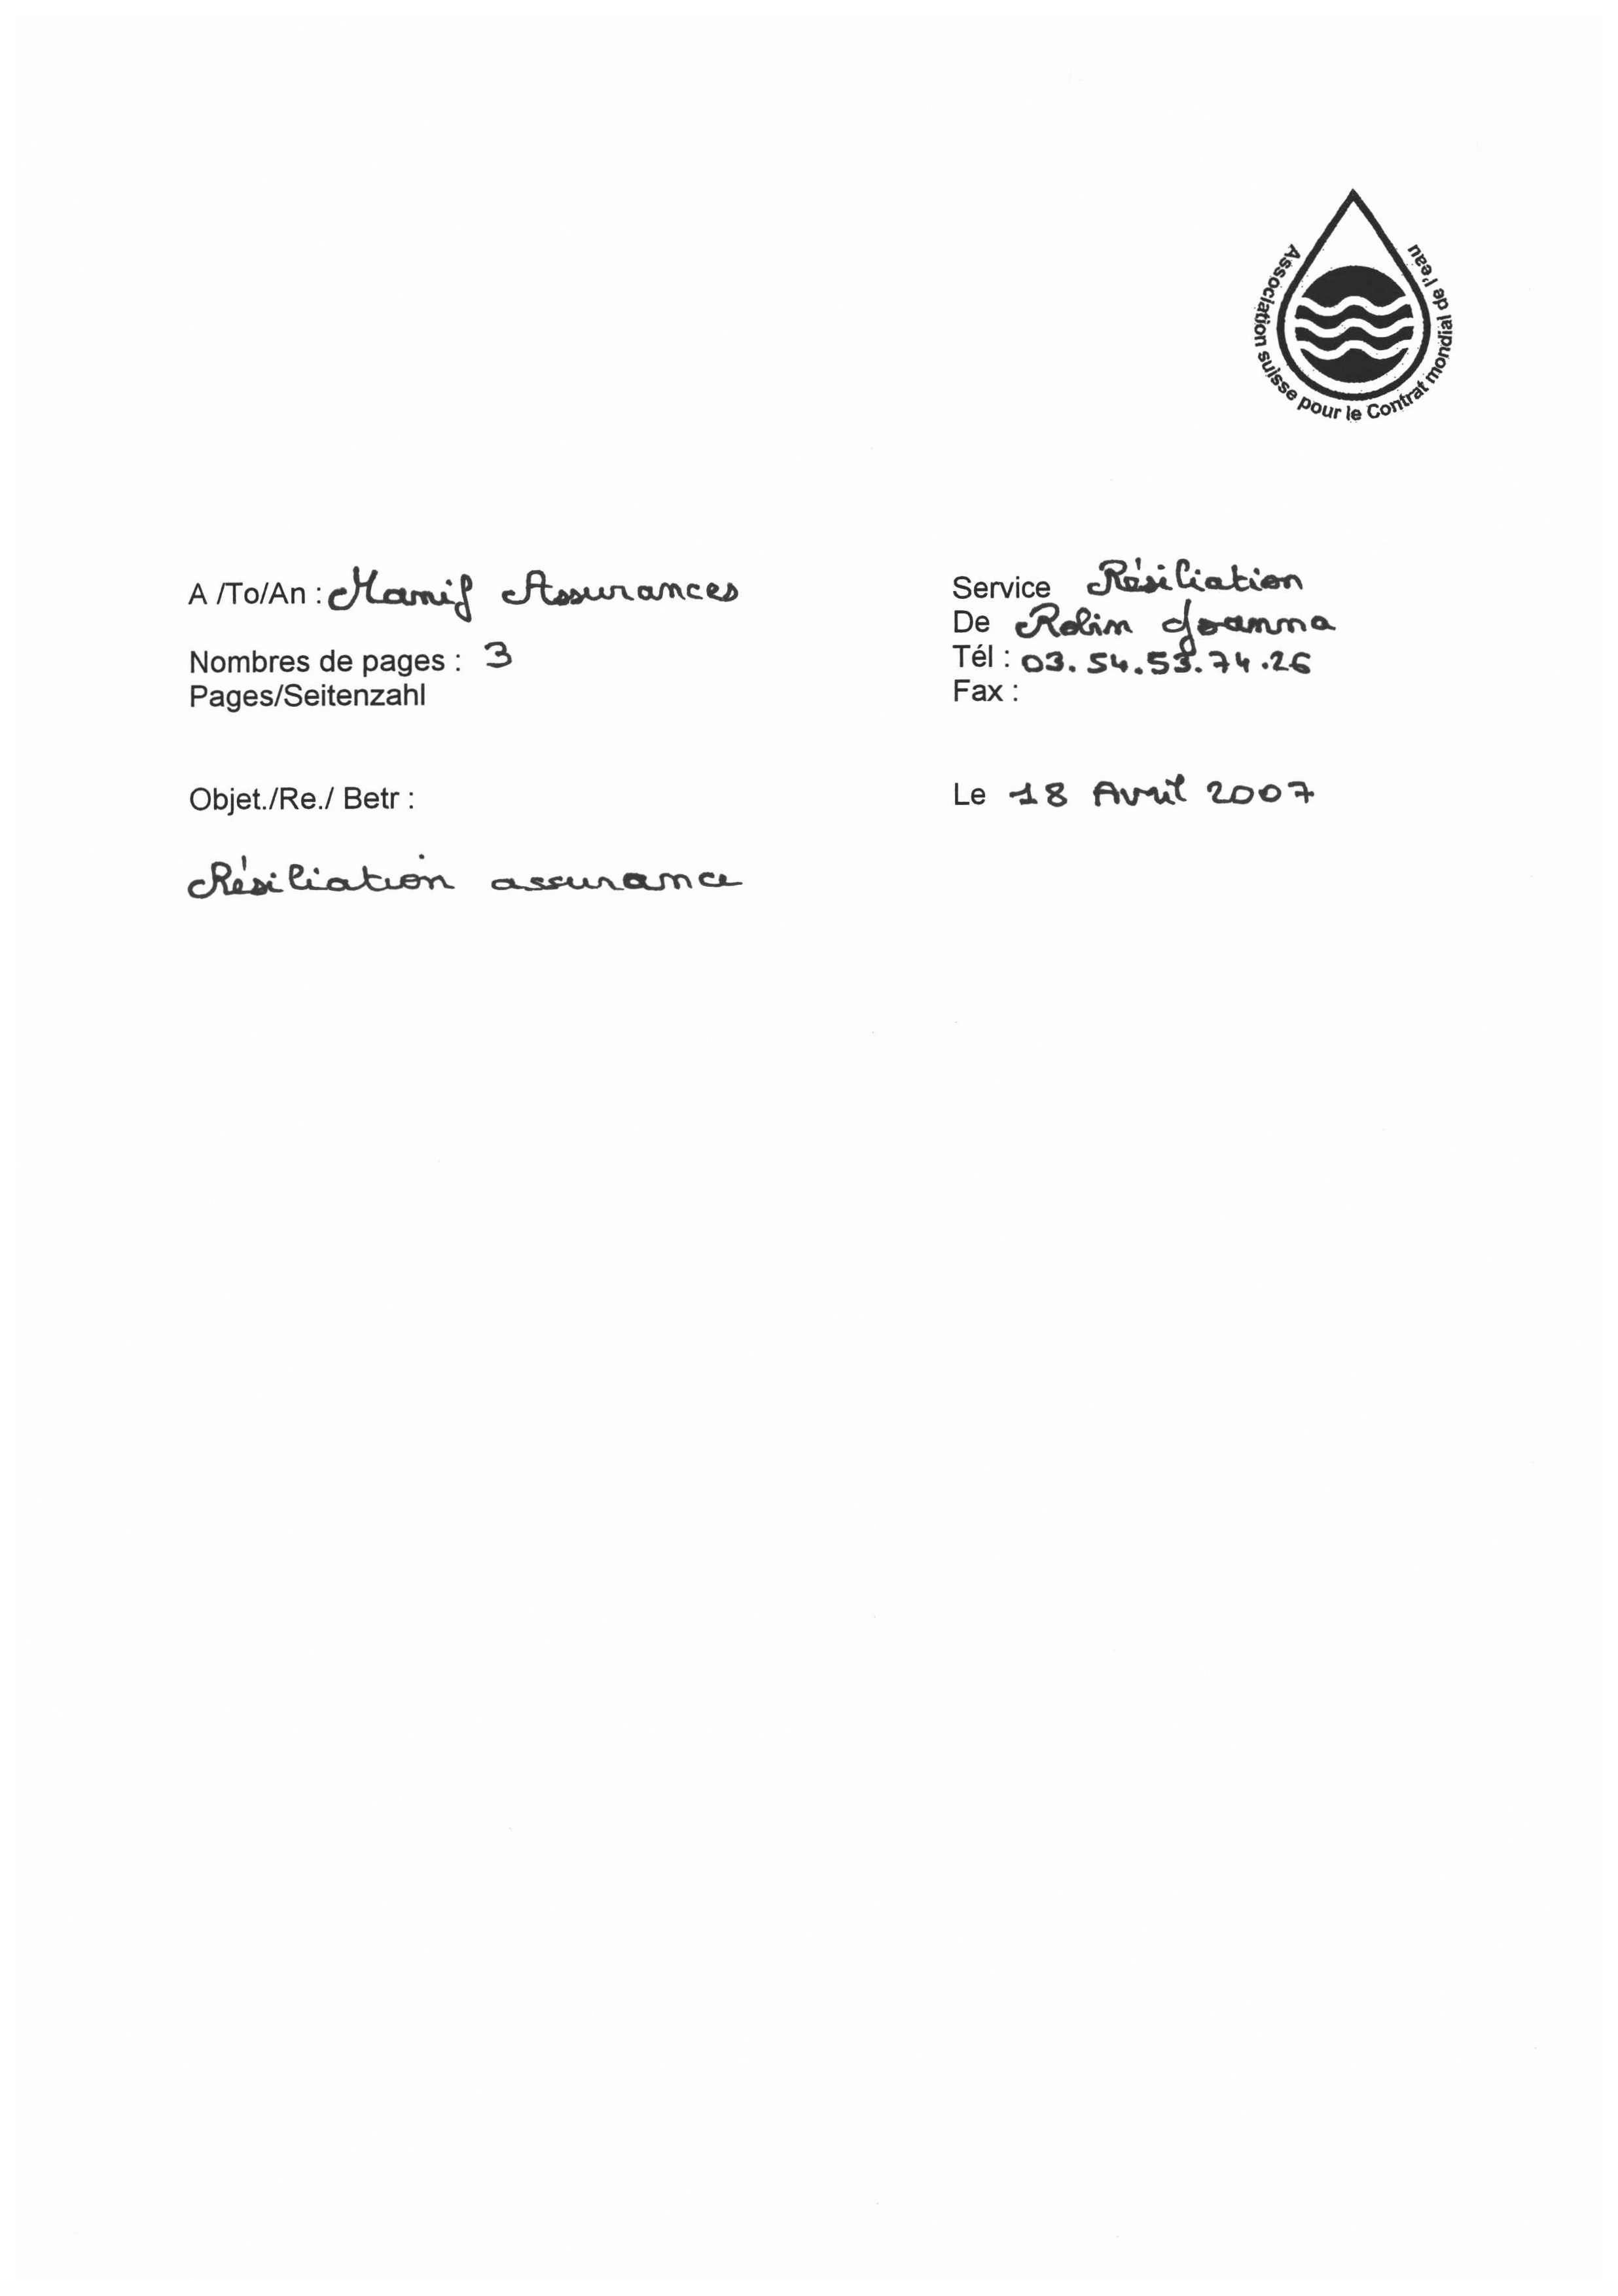 Association suisse pour le Contrat mondial de l'eau
A /To/An : Mamif Assurances
Nombres de pages : 3
Pages/Seitenzahl
Service Résiliation
De Robin Joanna
Tél : 03.54.53.74.26
Fax :
Objet./Re./ Betr :
Le 18 Avril 2007
Résiliation assurance